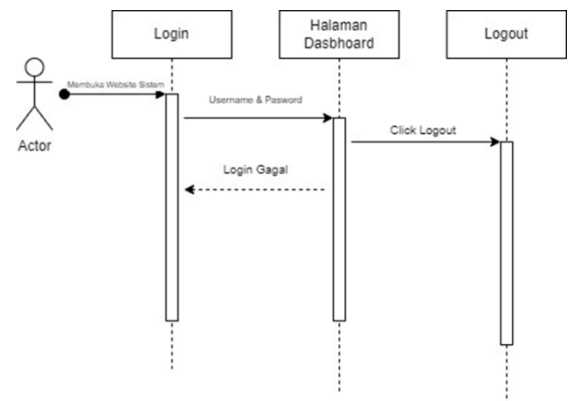 Login
Halaman
Dasbhoard
Logout
Membuka Website Sistem
Username & Pasword
Click Logout
Actor
Login Gagal